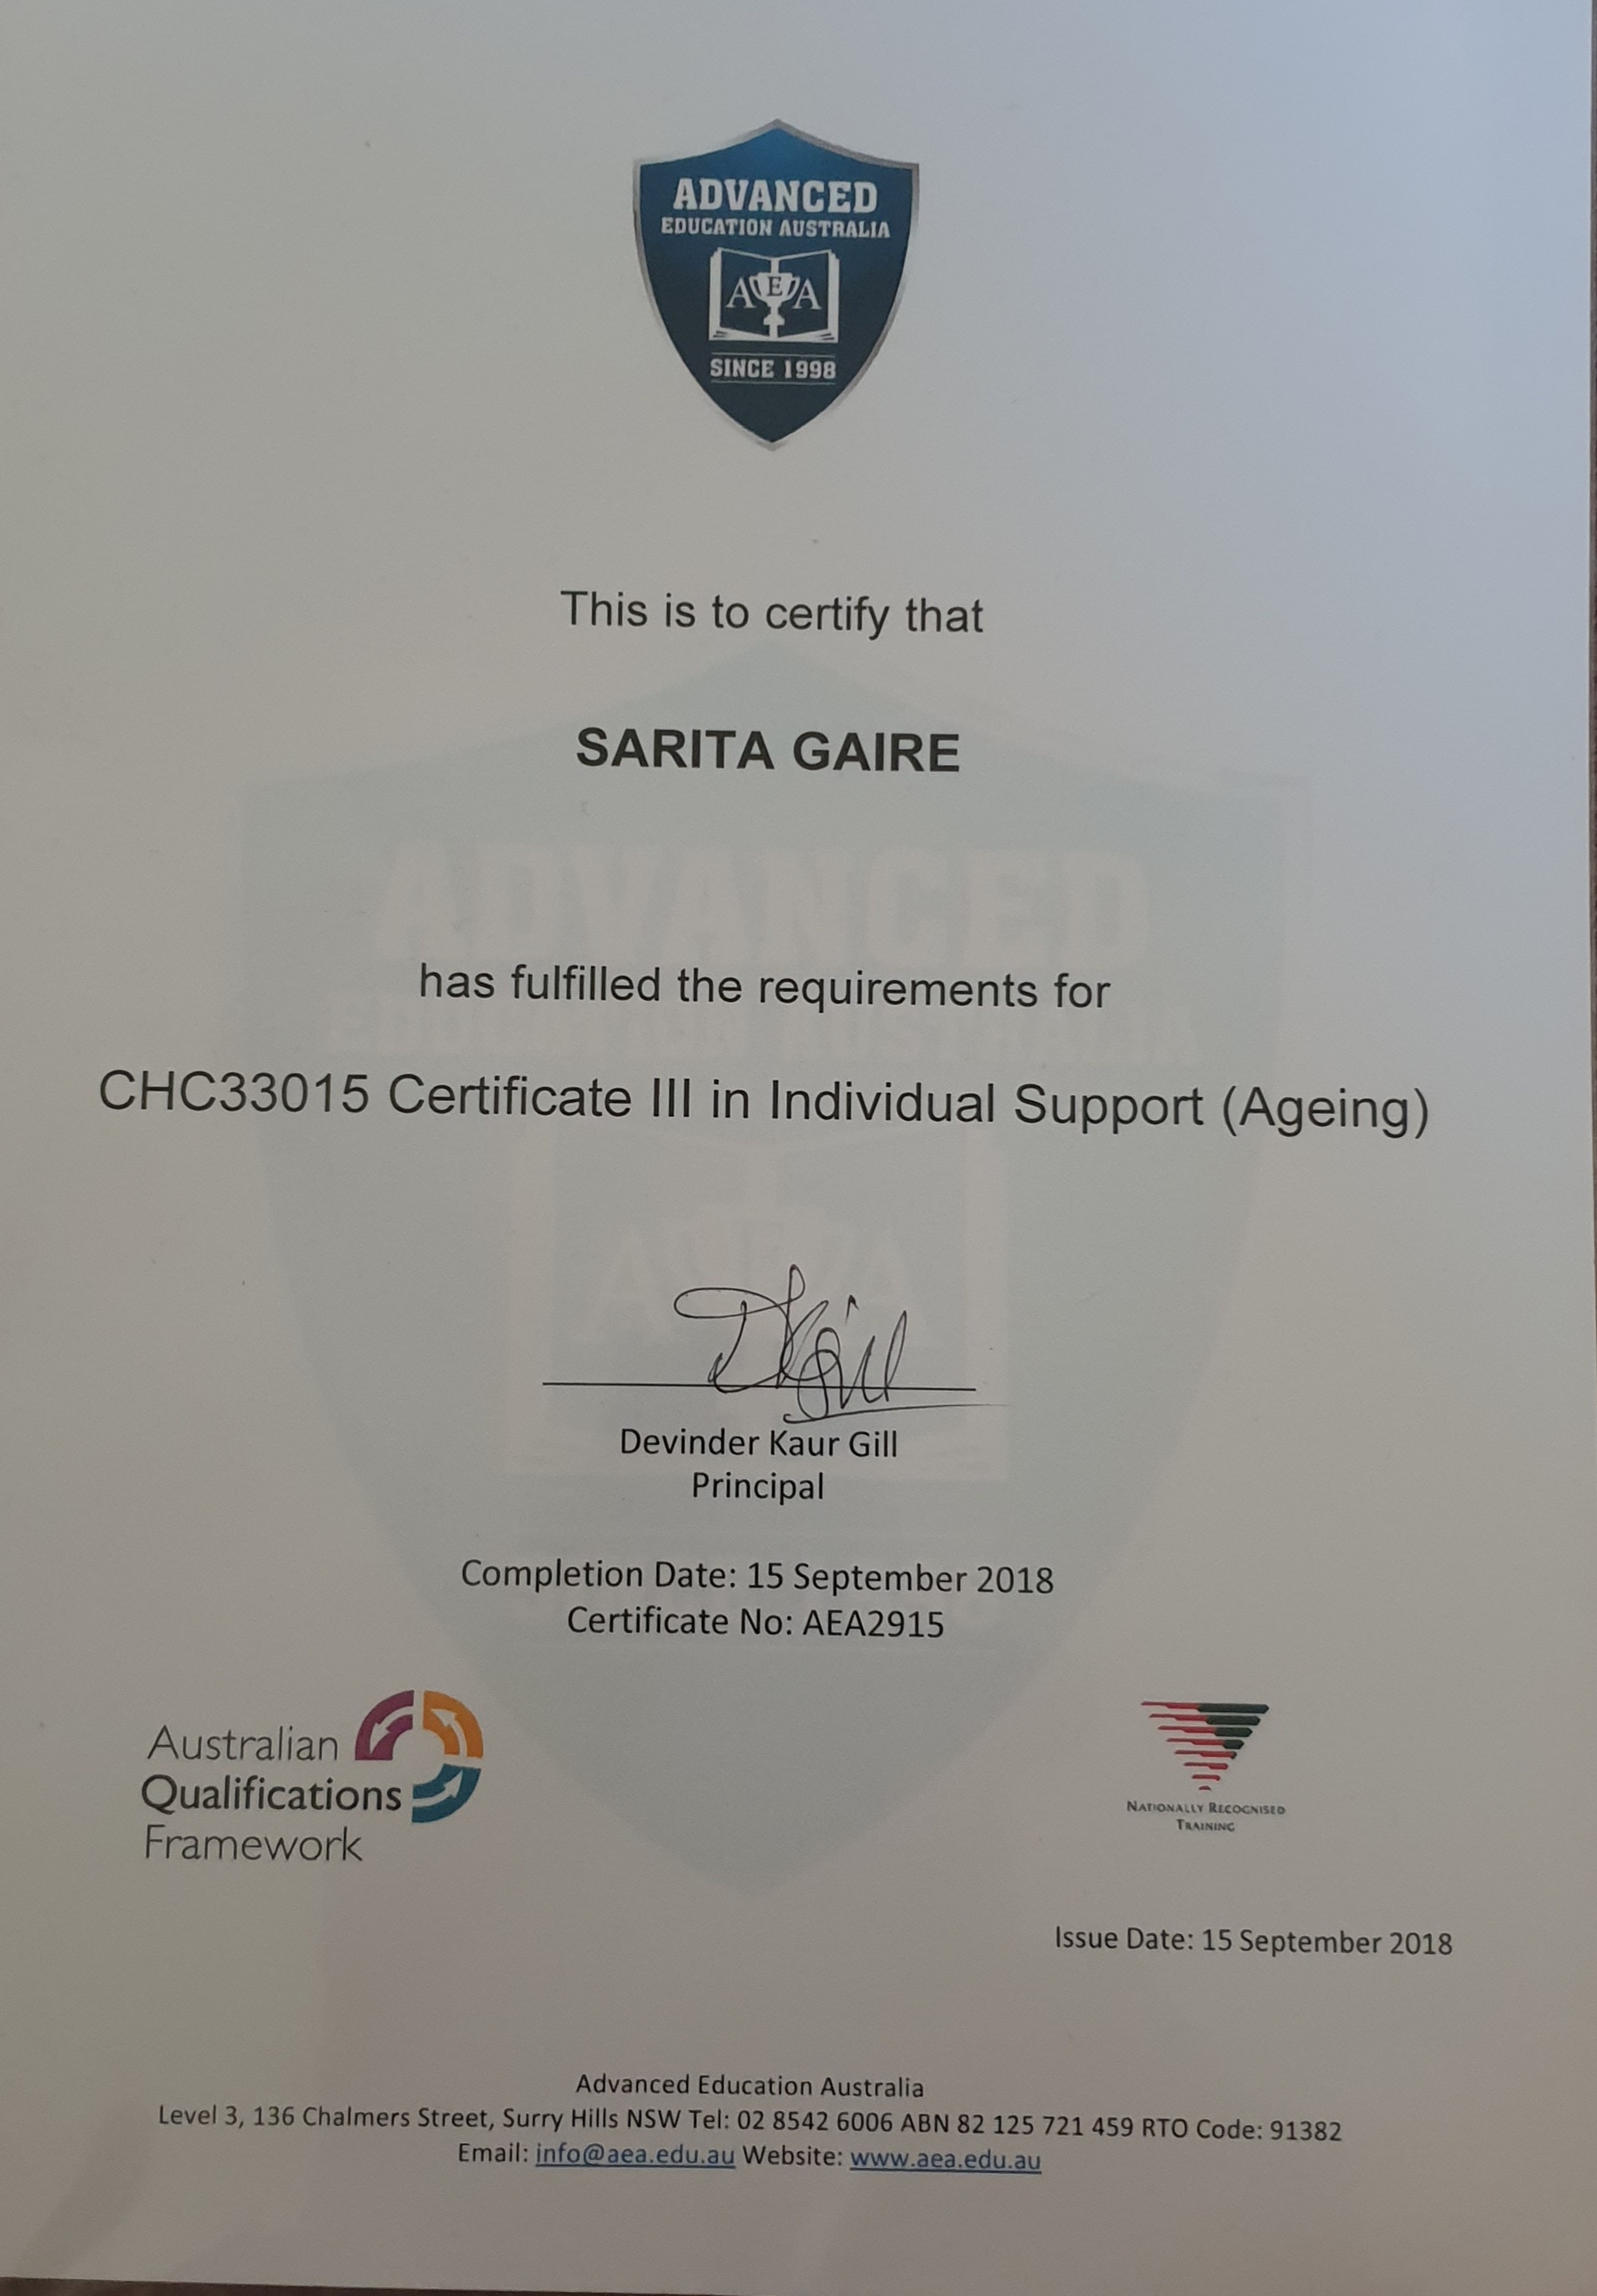 ADVANCED
EDUCATION AUSTRALIA
AEA
SINCE 1998
This is to certify that
SARITA GAIRE
has fulfilled the requirements for
CHC33015 Certificate III in Individual Support (Ageing)
Devinder Kaur Gill
Principal
Completion Date: 15 September 2018
Certificate No: AEA2915
Australian
Qualifications
Framework
NATIONALLY RECOGNISED
TRAINING
Issue Date: 15 September 2018
Advanced Education Australia
Level 3, 136 Chalmers Street, Surry Hills NSW Tel: 02 8542 6006 ABN 82 125 721 459 RTO Code: 91382
Email: info@aea.edu.au Website: www.aea.edu.au